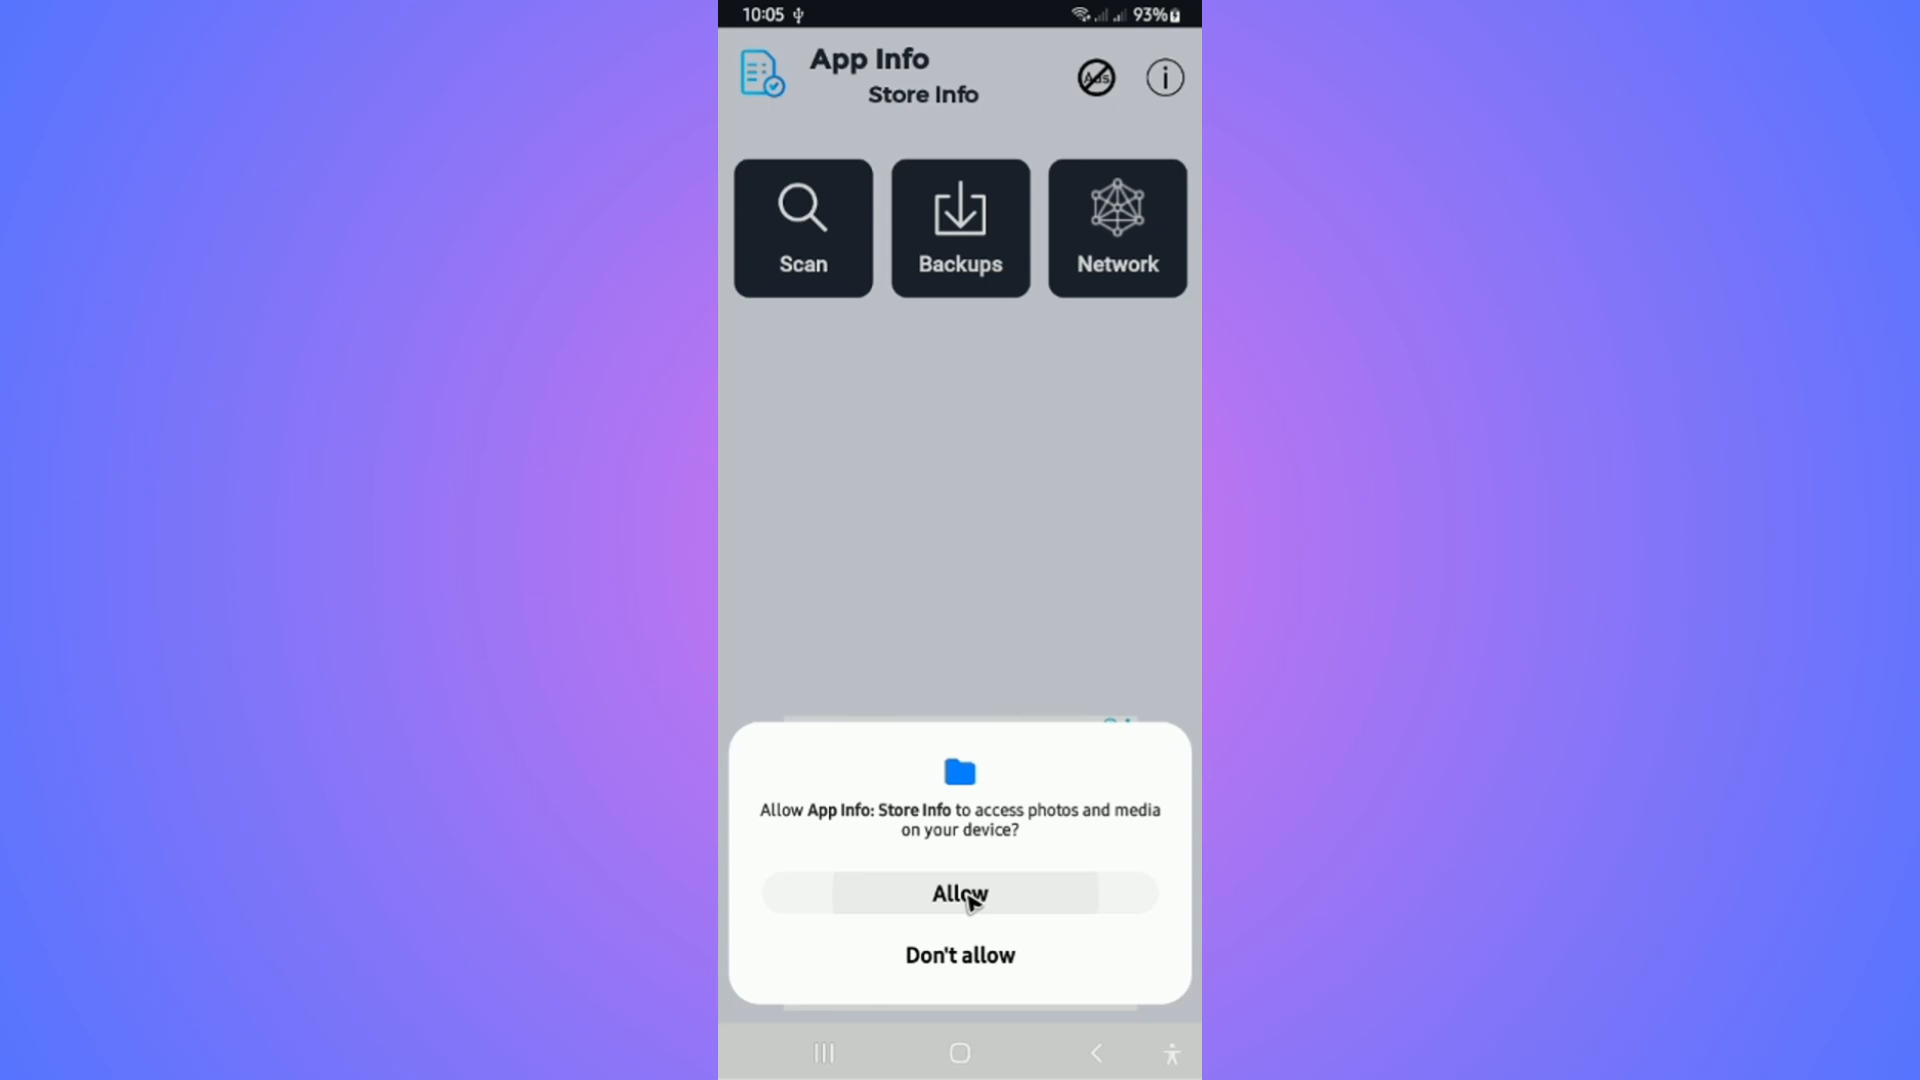 10:05
93%
App Info
Store Info
Ads
Scan
Backups
Network
Allow App Info: Store Info to access photos and media
on your device?
Allow
Don't allow